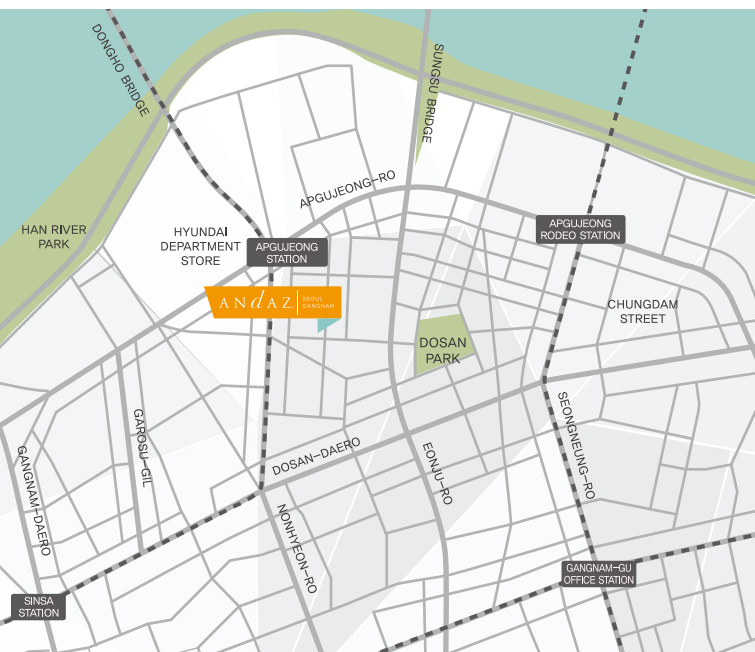 DONGHO BRIDGE
SUNGSU BRIDGE
APGUJEONG-RO
HAN RIVER
PARK
HYUNDAI
DEPARTMENT
STORE
APGUJEONG
STATION
APGUJEONG
RODEO STATION
ANdAZ
SEOUL
GANGNAM
CHUNGDAM
STREET
DOSAN
PARK
GAROSU-GIL
GANGNAM-DAERO
DOSAN-DAERO
EONJU-RO
SEONGNEUNG-RO
NONHYEON-RO
GANGNAM-GU
OFFICE STATION
SINSA
STATION